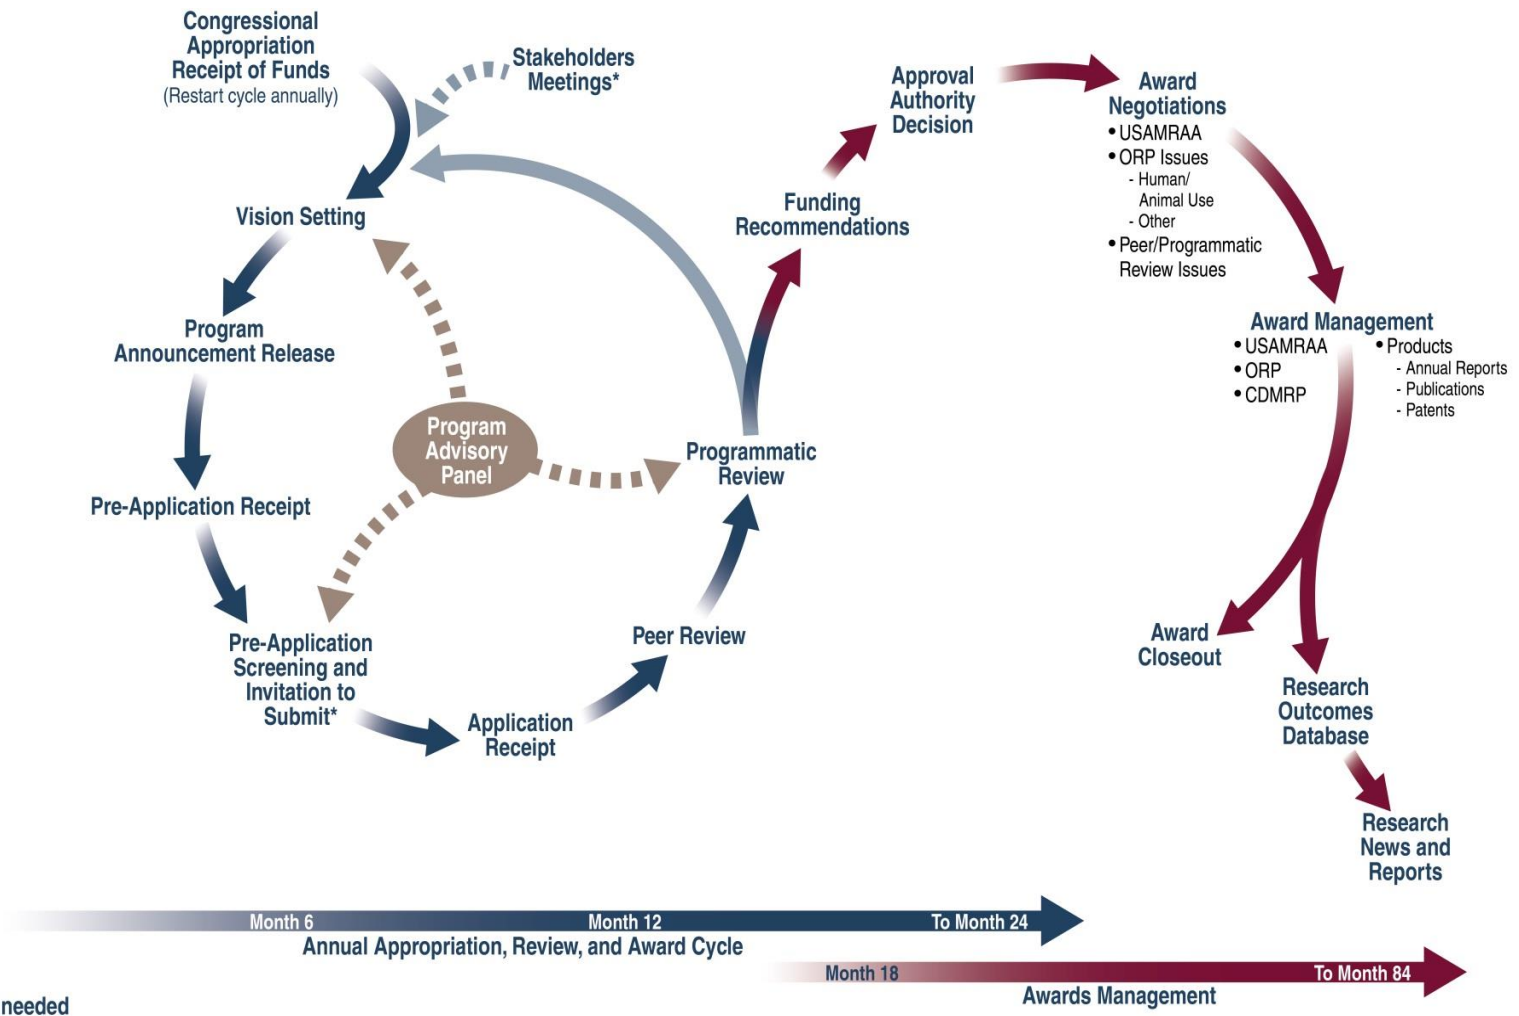 Congressional
Appropriation
Receipt of Funds
(Restart cycle annually)
Stakeholders
Meetings*
Vision Setting
Program
Announcement Release
Pre-Application Receipt
Pre-Application
Screening and
Invitation to
Submit*
Application
Receipt
Peer Review
Programmatic
Review
Program
Advisory
Panel
Funding
Recommendations
Approval
Authority
Decision
Award
Negotiations
• USAMRAA
• ORP Issues
- Human/
Animal Use
- Other
• Peer/Programmatic
Review Issues
Award Management
• USAMRAA
• ORP
• CDMRP
• Products
- Annual Reports
- Publications
- Patents
Award
Closeout
Research
Outcomes
Database
Research
News and
Reports
Month 6
Month 12
To Month 24
Annual Appropriation, Review, and Award Cycle
Month 18
To Month 84
Awards Management
needed